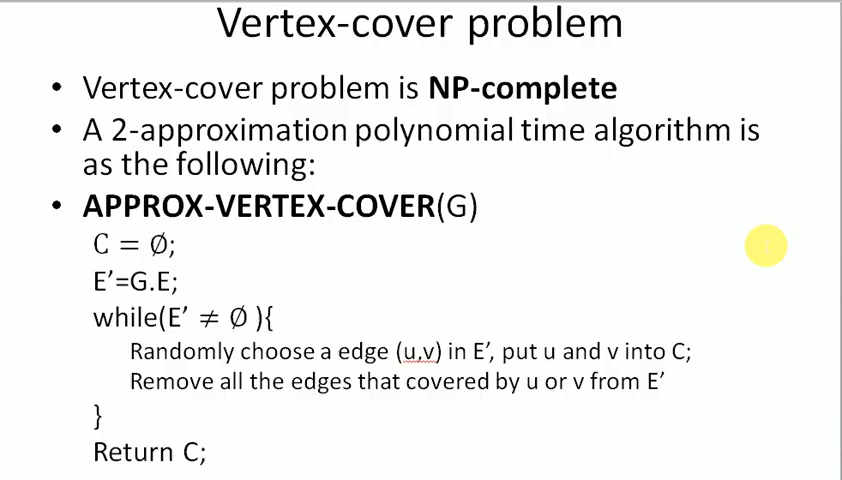 Vertex-cover problem
• Vertex-cover problem is NP-complete
• A 2-approximation polynomial time algorithm is
as the following:
• APPROX-VERTEX-COVER(G)
C = ∅;
E’=G.E;
while(E’ ≠ ∅ ){
Randomly choose a edge (u,v) in E’, put u and v into C;
Remove all the edges that covered by u or v from E’
}
Return C;